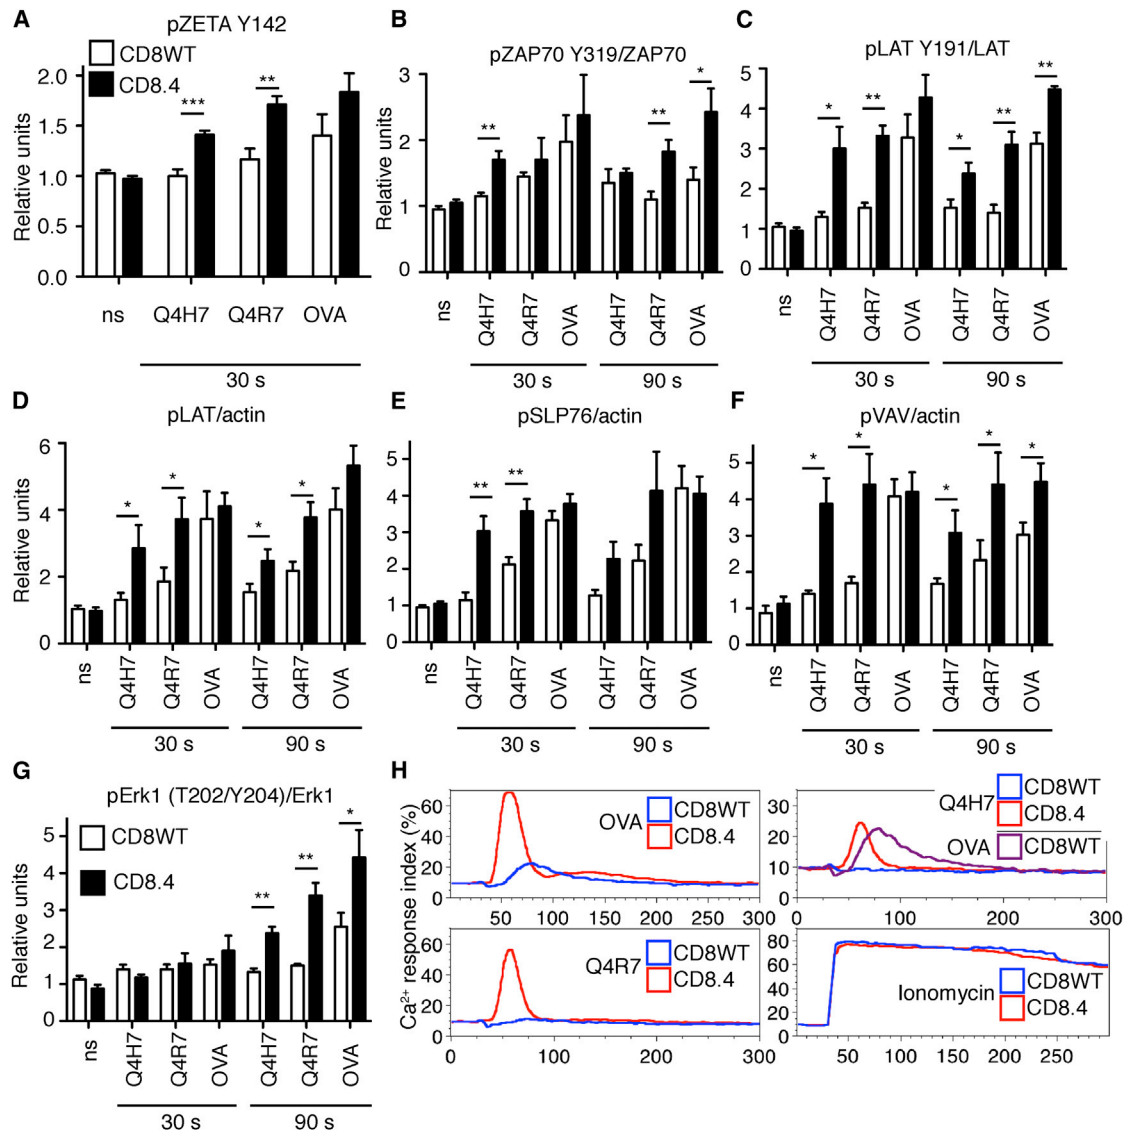 A
pZETA Y142
CD8WT
CD8.4
Relative units
2.0
1.5
1.0
0.5
0.0
***
**
ns
Q4H7
Q4R7
OVA
30 s
B
pZAP70 Y319/ZAP70
Relative units
3
2
1
0
**
**
*
ns
Q4H7
Q4R7
OVA
Q4H7
Q4R7
OVA
30 s
90 s
C
pLAT Y191/LAT
Relative units
5
4
3
2
1
0
*
**
*
**
**
ns
Q4H7
Q4R7
OVA
Q4H7
Q4R7
OVA
30 s
90 s
D
pLAT/actin
Relative units
6
4
2
0
*
*
*
*
ns
Q4H7
Q4R7
OVA
Q4H7
Q4R7
OVA
30 s
90 s
E
pSLP76/actin
5
4
3
2
1
0
**
**
ns
Q4H7
Q4R7
OVA
Q4H7
Q4R7
OVA
30 s
90 s
F
pVAV/actin
5
4
3
2
1
0
*
*
*
*
*
ns
Q4H7
Q4R7
OVA
Q4H7
Q4R7
OVA
30 s
90 s
G
pErk1 (T202/Y204)/Erk1
CD8WT
CD8.4
Relative units
5
4
3
2
1
0
**
**
*
ns
Q4H7
Q4R7
OVA
Q4H7
Q4R7
OVA
30 s
90 s
H
Ca²⁺ response index (%)
60
40
20
0
OVA
CD8WT
CD8.4
50
100
150
200
300
30
20
10
0
Q4H7
CD8WT
CD8.4
OVA
CD8WT
0
100
200
300
60
40
20
0
Q4R7
CD8WT
CD8.4
0
50
100
150
200
300
80
60
40
20
0
Ionomycin
CD8WT
CD8.4
50
100
150
200
250